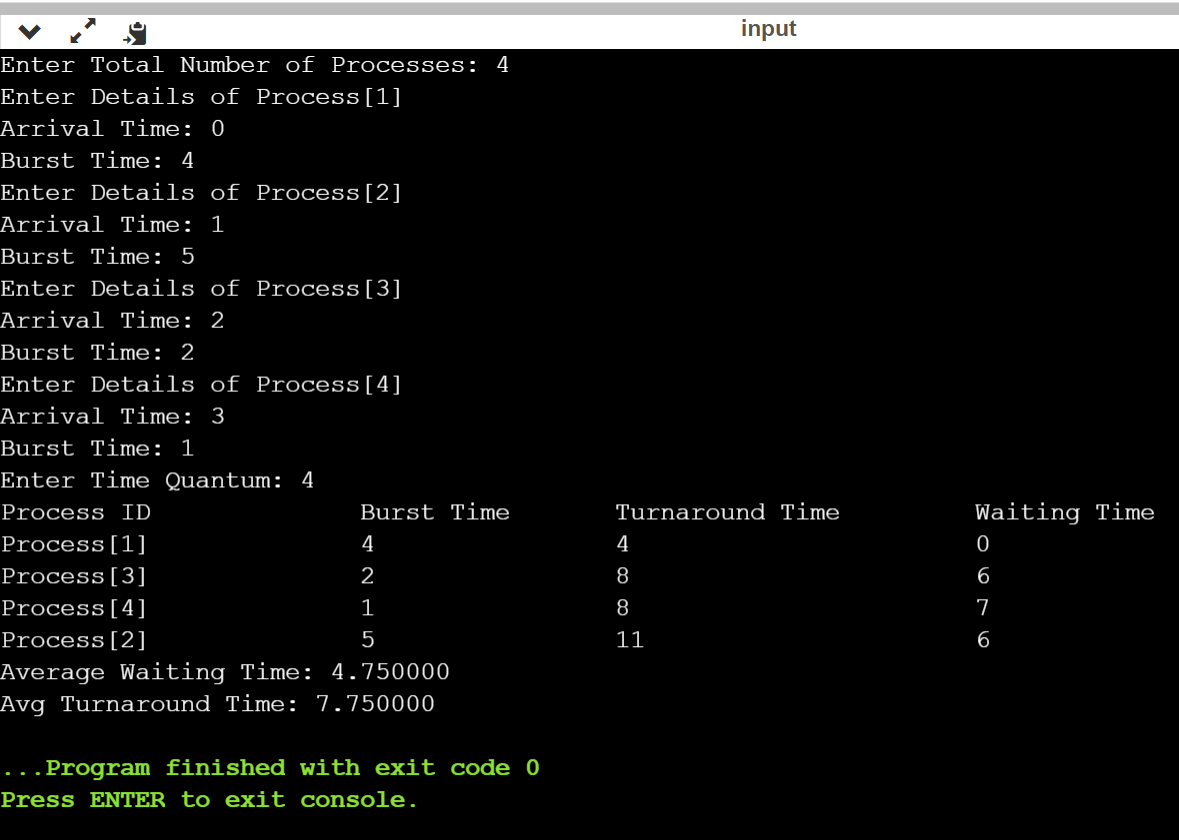 input
Enter Total Number of Processes: 4
Enter Details of Process[1]
Arrival Time: 0
Burst Time: 4
Enter Details of Process[2]
Arrival Time: 1
Burst Time: 5
Enter Details of Process[3]
Arrival Time: 2
Burst Time: 2
Enter Details of Process[4]
Arrival Time: 3
Burst Time: 1
Enter Time Quantum: 4
Process ID Burst Time Turnaround Time Waiting Time
Process[1] 4 4 0
Process[3] 2 8 6
Process[4] 1 8 7
Process[2] 5 11 6
Average Waiting Time: 4.750000
Avg Turnaround Time: 7.750000
...Program finished with exit code 0
Press ENTER to exit console.